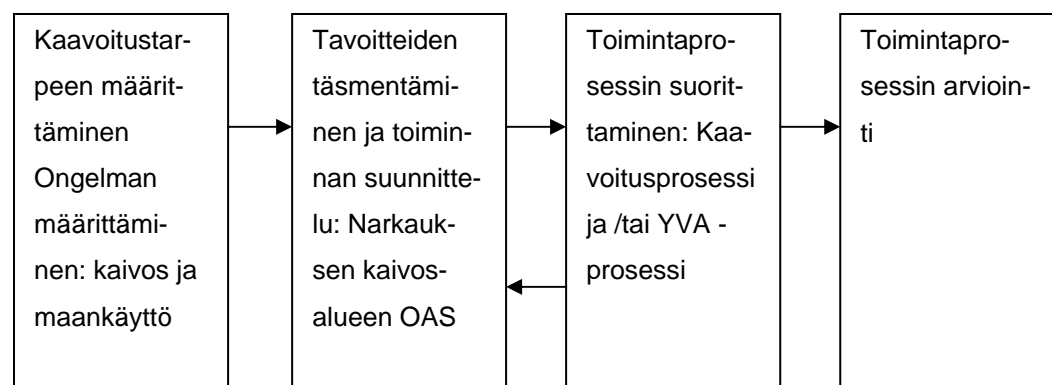 Kaavoitustar-
peen määrit-
täminen
Ongelman
määrittämi-
nen: kaivos ja
maankäyttö
Tavoitteiden
täsmentämi-
nen ja toimin-
nan suunnitte-
lu: Narkauk-
sen kaivos-
alueen OAS
Toimintapro-
sessin suorit-
taminen: Kaa-
voitusprosessi
ja /tai YVA -
prosessi
Toimintapro-
sessin arvioin-
ti